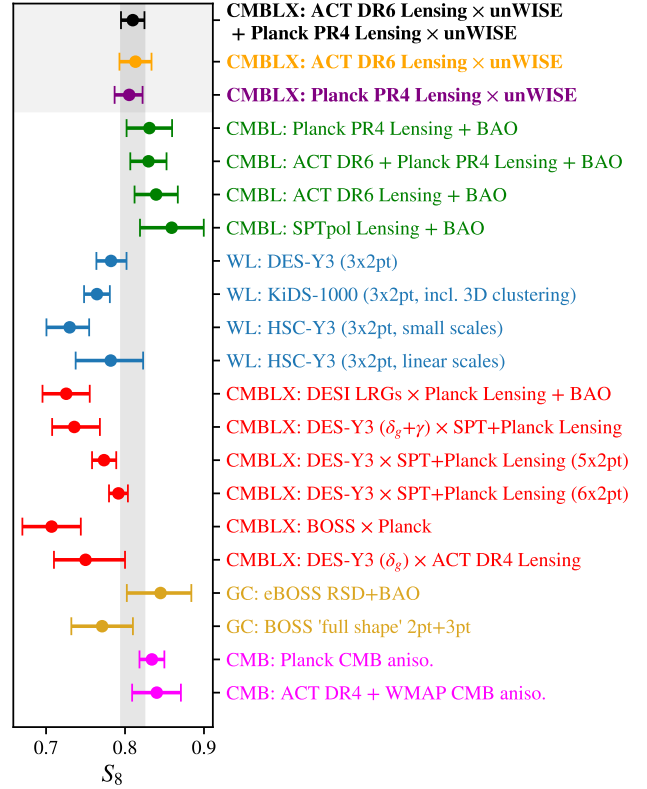 CMBLX: ACT DR6 Lensing × unWISE
+ Planck PR4 Lensing × unWISE
CMBLX: ACT DR6 Lensing × unWISE
CMBLX: Planck PR4 Lensing × unWISE
CMBL: Planck PR4 Lensing + BAO
CMBL: ACT DR6 + Planck PR4 Lensing + BAO
CMBL: ACT DR6 Lensing + BAO
CMBL: SPTpol Lensing + BAO
WL: DES-Y3 (3x2pt)
WL: KiDS-1000 (3x2pt, incl. 3D clustering)
WL: HSC-Y3 (3x2pt, small scales)
WL: HSC-Y3 (3x2pt, linear scales)
CMBLX: DESI LRGs × Planck Lensing + BAO
CMBLX: DES-Y3 (δg+γ) × SPT+Planck Lensing
CMBLX: DES-Y3 × SPT+Planck Lensing (5x2pt)
CMBLX: DES-Y3 × SPT+Planck Lensing (6x2pt)
CMBLX: BOSS × Planck
CMBLX: DES-Y3 (δg) × ACT DR4 Lensing
GC: eBOSS RSD+BAO
GC: BOSS 'full shape' 2pt+3pt
CMB: Planck CMB aniso.
CMB: ACT DR4 + WMAP CMB aniso.
0.7 0.8 0.9
S8